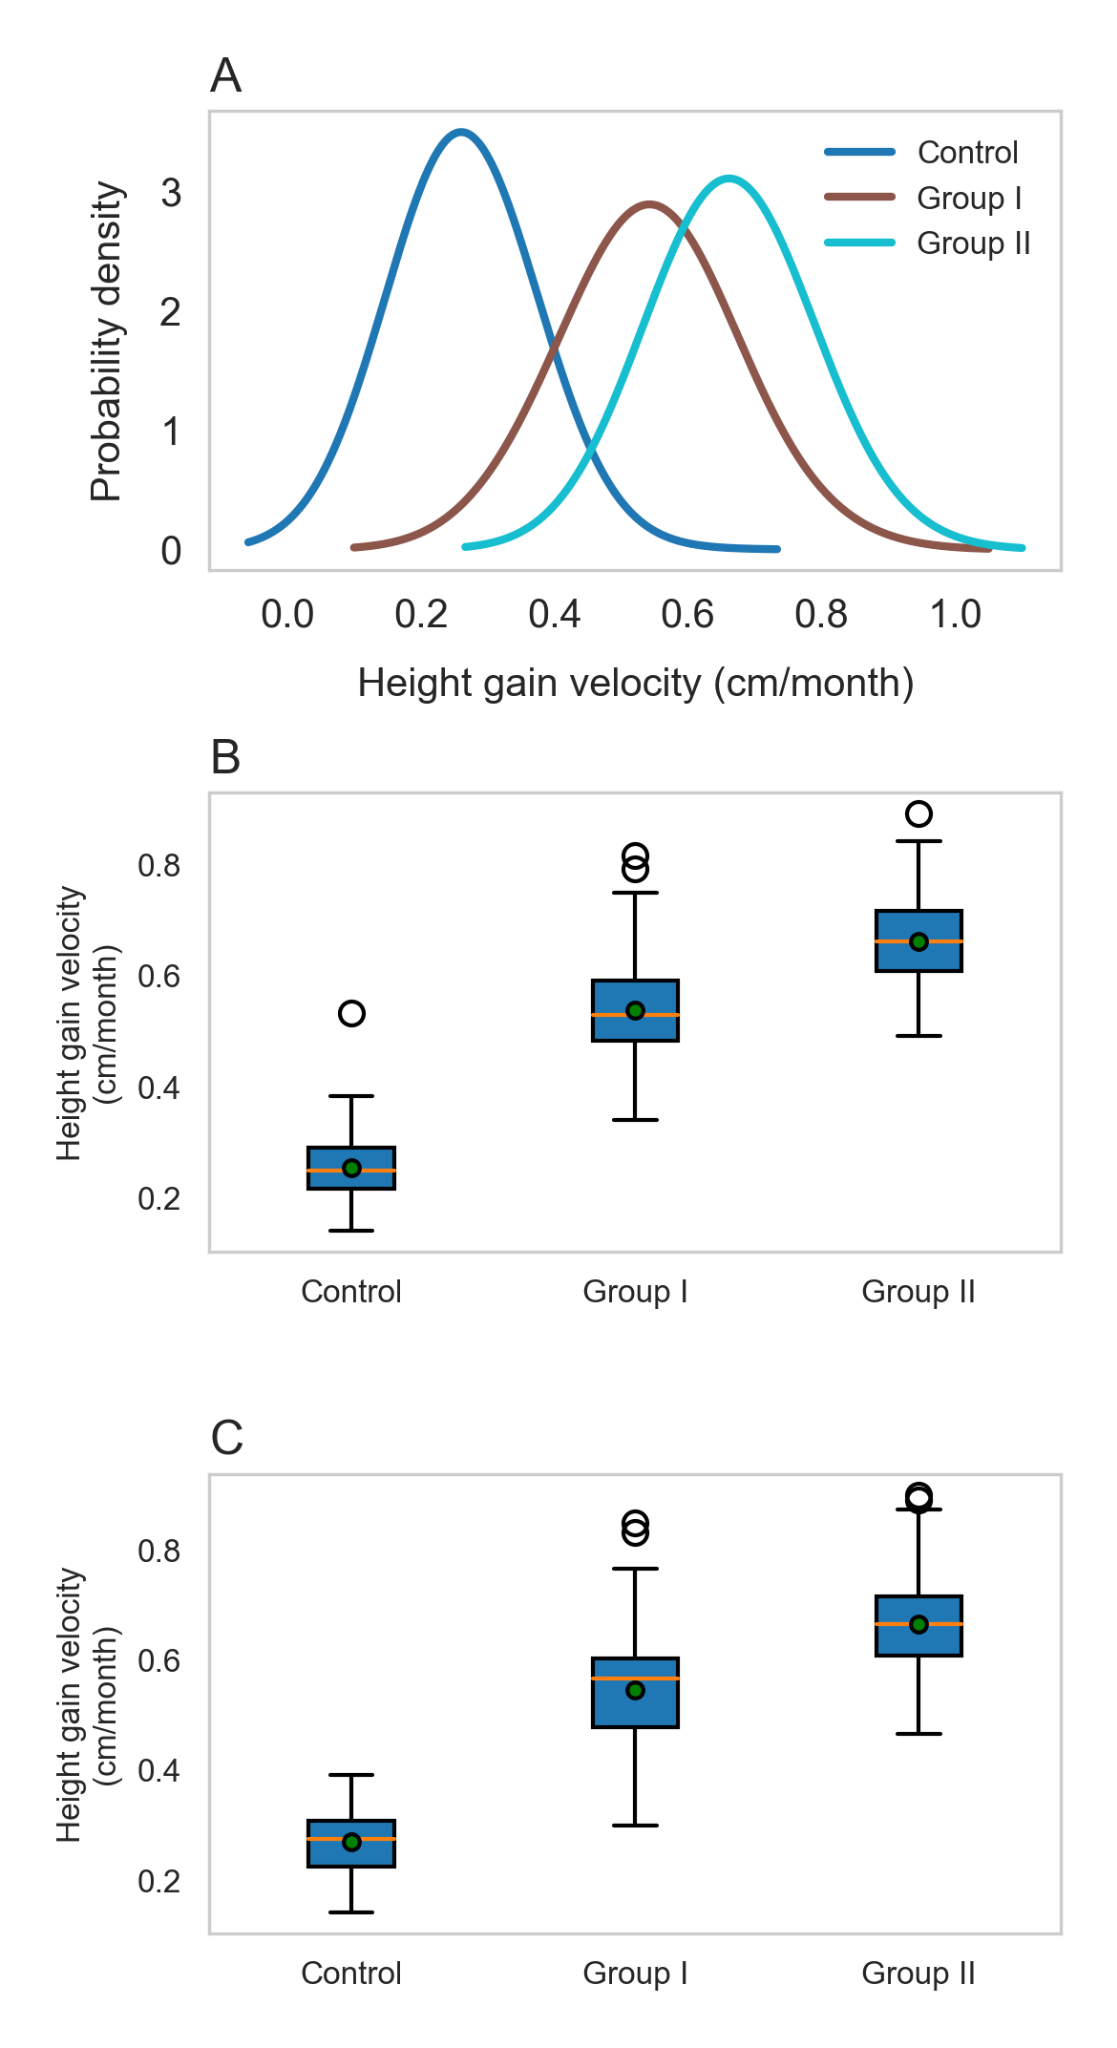 A
Probability density
3
2
1
0
Control
Group I
Group II
0.0 0.2 0.4 0.6 0.8 1.0
Height gain velocity (cm/month)
B
Height gain velocity
(cm/month)
0.8
0.6
0.4
0.2
Control Group I Group II
C
Height gain velocity
(cm/month)
0.8
0.6
0.4
0.2
Control Group I Group II